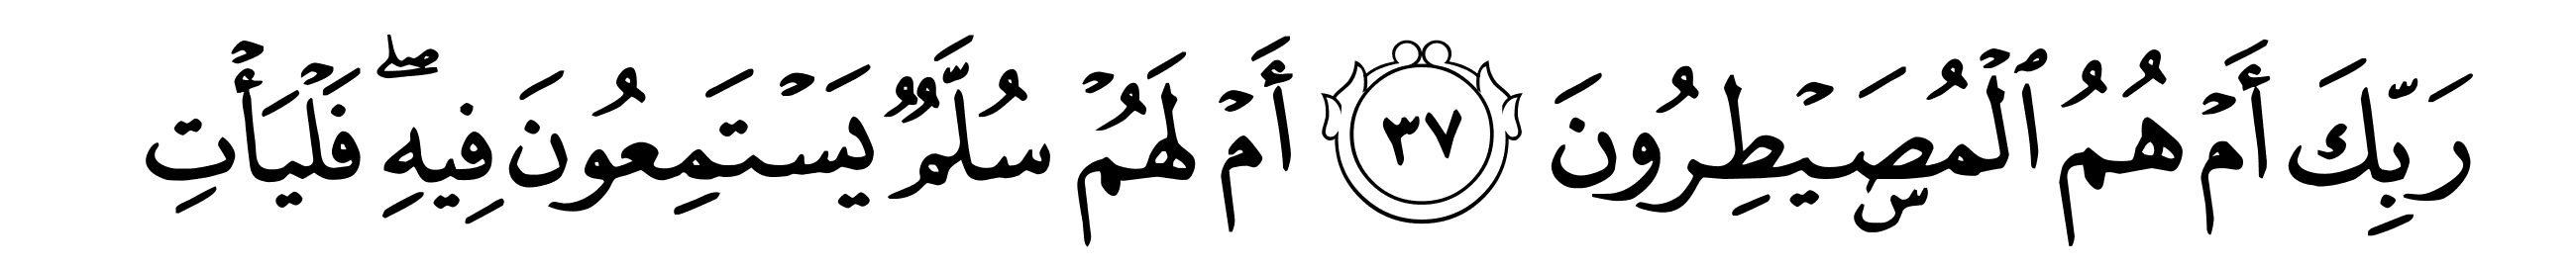 رَبِّكَ أَمۡ هُمُ ٱلۡمُصَۜيۡطِرُونَ ٣٧ أَمۡ لَهُمۡ سُلَّمٞ يَسۡتَمِعُونَ فِيهِۖ فَلۡيَأۡتِ